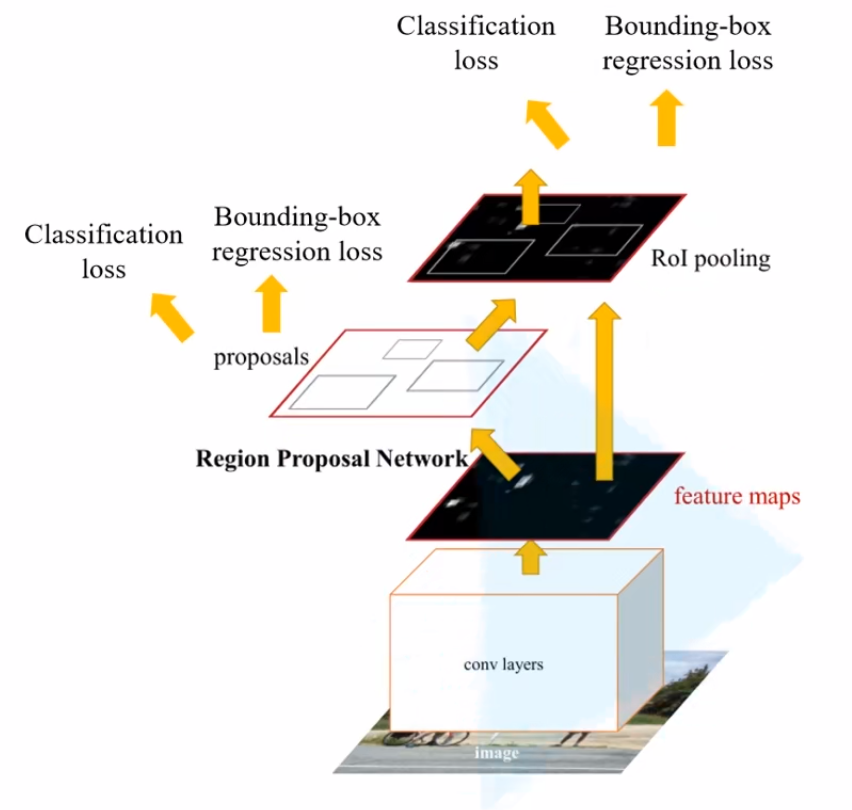 Classification
loss
Bounding-box
regression loss
Classification
loss
Bounding-box
regression loss
RoI pooling
proposals
Region Proposal Network
feature maps
conv layers
image